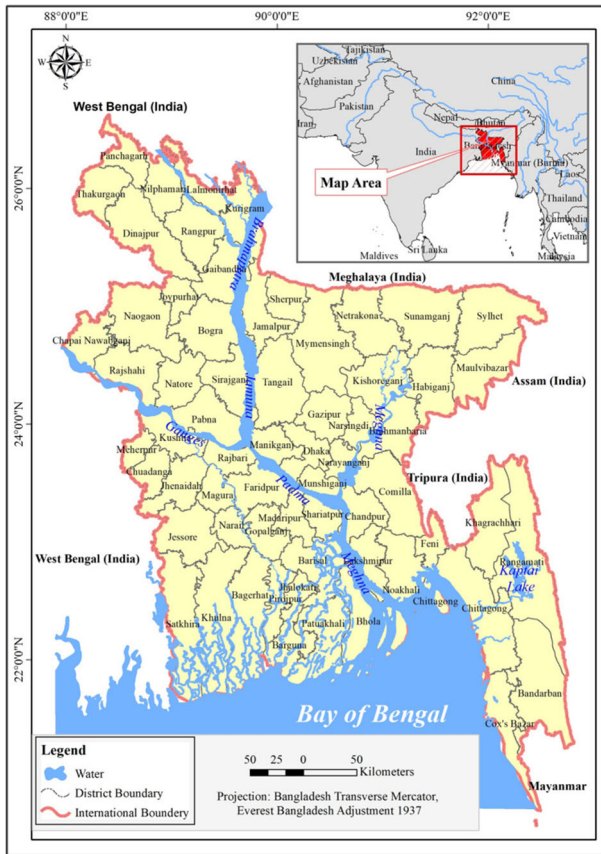 88°00'E
90°00'E
92°00'E
N
W
E
S
West Bengal (India)
Tajikistan
Uzbekistan
Afghanistan
China
Pakistan
Iran
Nepal
Bhutan
India
Bangladesh
Myanmar (Burma)
Map Area
Laos
Thailand
Cambodia
Vietnam
Sri Lanka
Maldives
Malaysia
26°0'0"N
Panchagarh
Nilphamari
Lalmonirhat
Thakurgaon
Kurigram
Rangpur
Dinajpur
Brahmaputra
Gaibandha
Meghalaya (India)
Joypurhat
Sherpur
Naogaon
Netrakona
Sunamganj
Sylhet
Bogra
Jamalpur
Mymensingh
Chapai Nawabganj
Maulvibazar
Rajshahi
Sirajganj
Tangail
Kishoreganj
Habiganj
Assam (India)
Natore
Jamuna
24°0'0"N
Pabna
Gazipur
Narsingdi
Meghna
Brahmanbaria
Ganges
Kushtia
Manikganj
Dhaka
Meherpur
Rajbari
Narayanganj
Chuadanga
Munshiganj
Tripura (India)
Jhenaidah
Faridpur
Padma
Comilla
Magura
Shariatpur
Chandpur
Khagrachhari
Madaripur
Narail
Gopalganj
Jessore
Feni
West Bengal (India)
Barisal
Meghna
Lakshmipur
Rangamati
Kaptai
Lake
Jhalokati
Noakhali
Bagerhat
Pirojpur
Chittagong
Chittagong
Khulna
Satkhira
Patuakhali
Bhola
22°0'0"N
Barguna
Bandarban
Bay of Bengal
Cox's Bazar
Legend
Water
District Boundary
International Boundary
50 25 0 50
Kilometers
Projection: Bangladesh Transverse Mercator,
Everest Bangladesh Adjustment 1937
Mayanmar